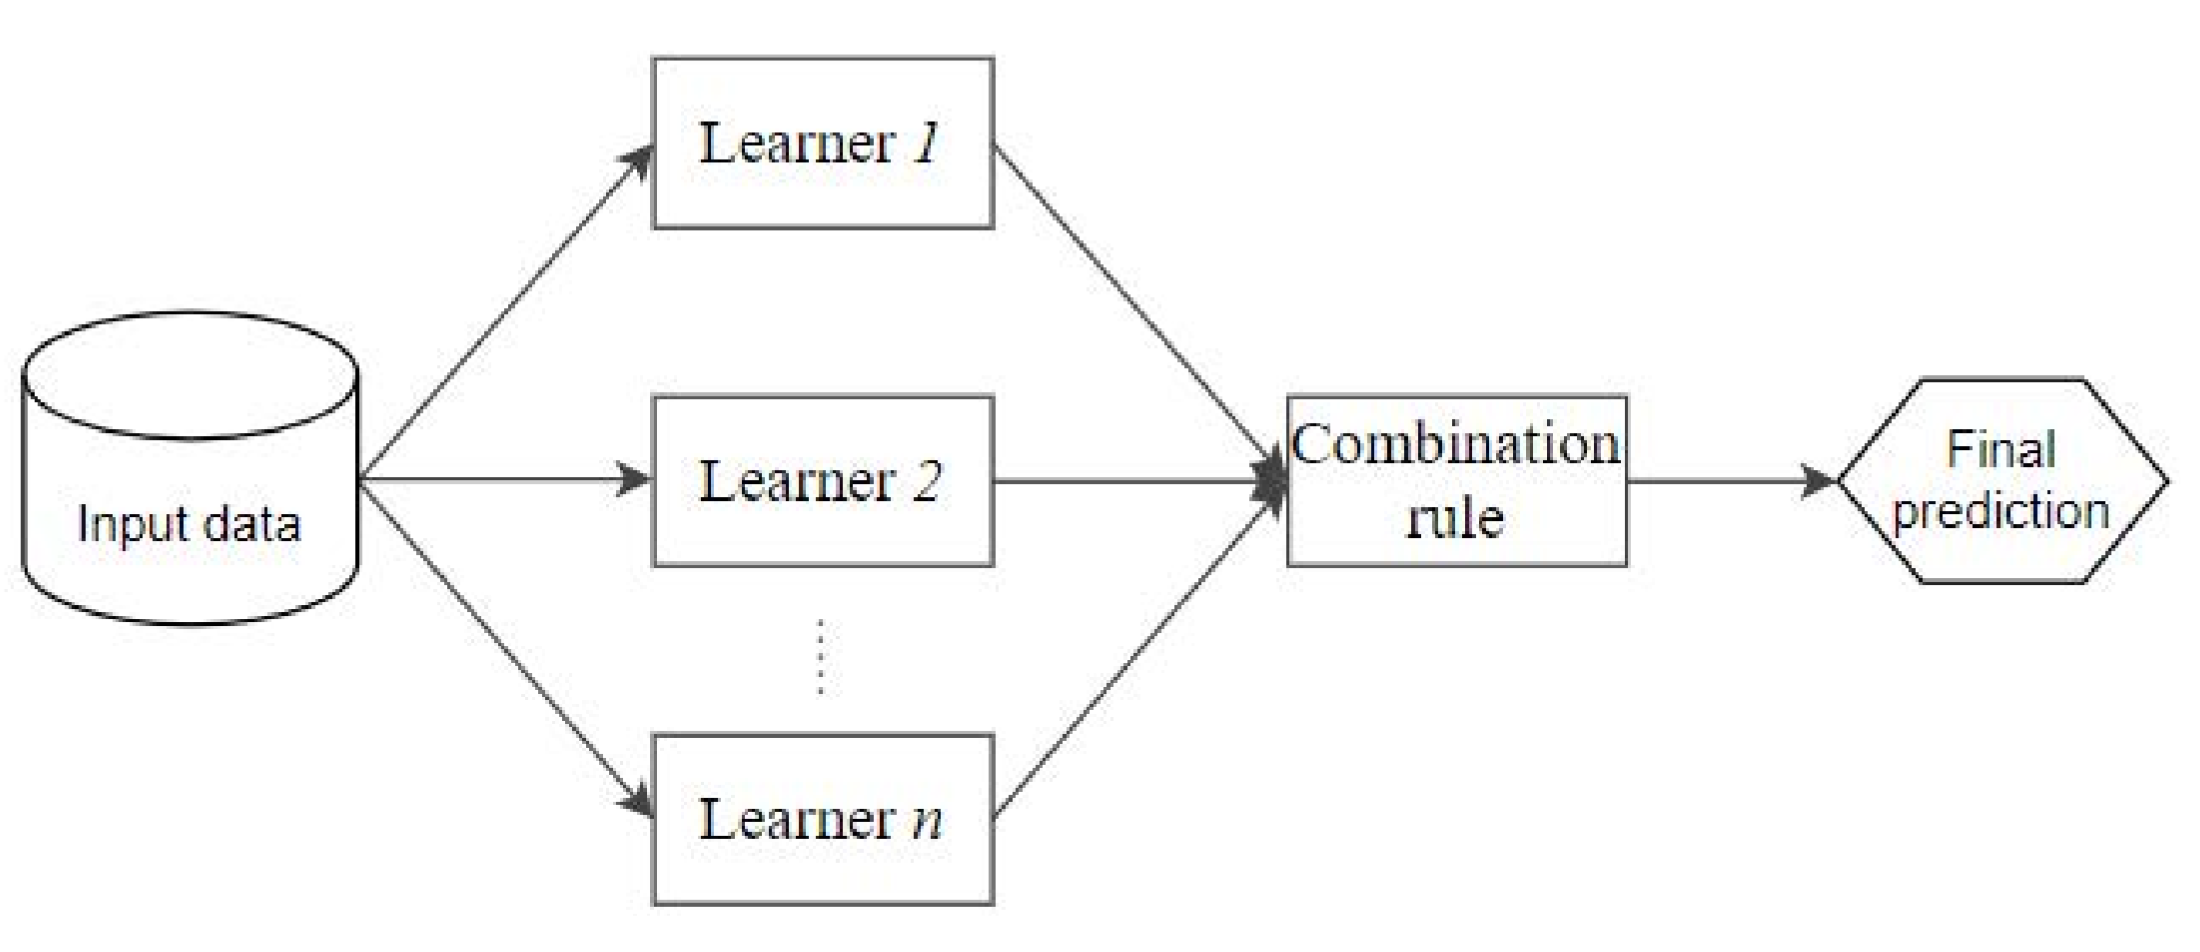 Learner 1
Input data
Learner 2
Learner n
Combination
rule
Final
prediction